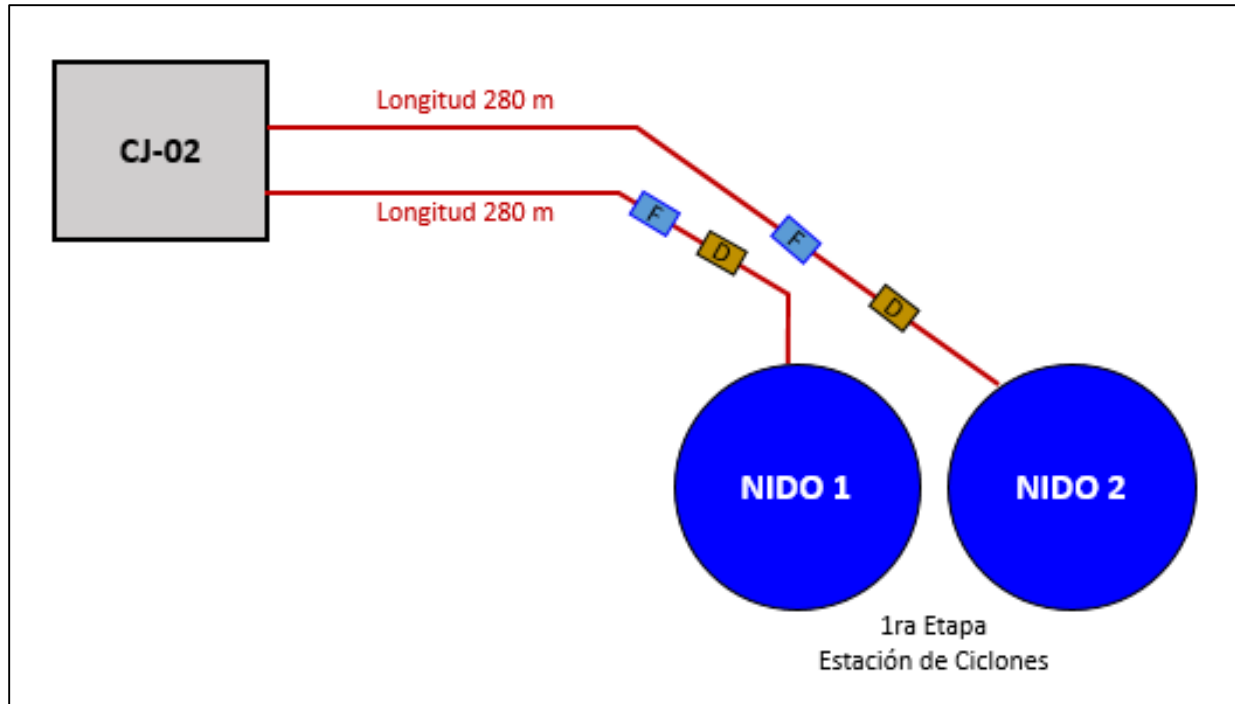 Longitud 280 m
CJ-02
Longitud 280 m
F
F
D
D
NIDO 1
NIDO 2
1ra Etapa
Estación de Ciclones